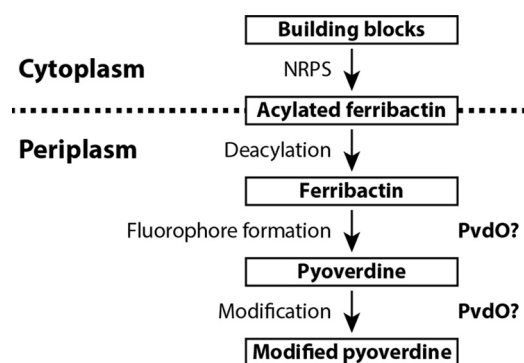 Building blocks
Cytoplasm
NRPS
Acylated ferribactin
Periplasm
Deacylation
Ferribactin
Fluorophore formation PvdO?
Pyoverdine
Modification PvdO?
Modified pyoverdine